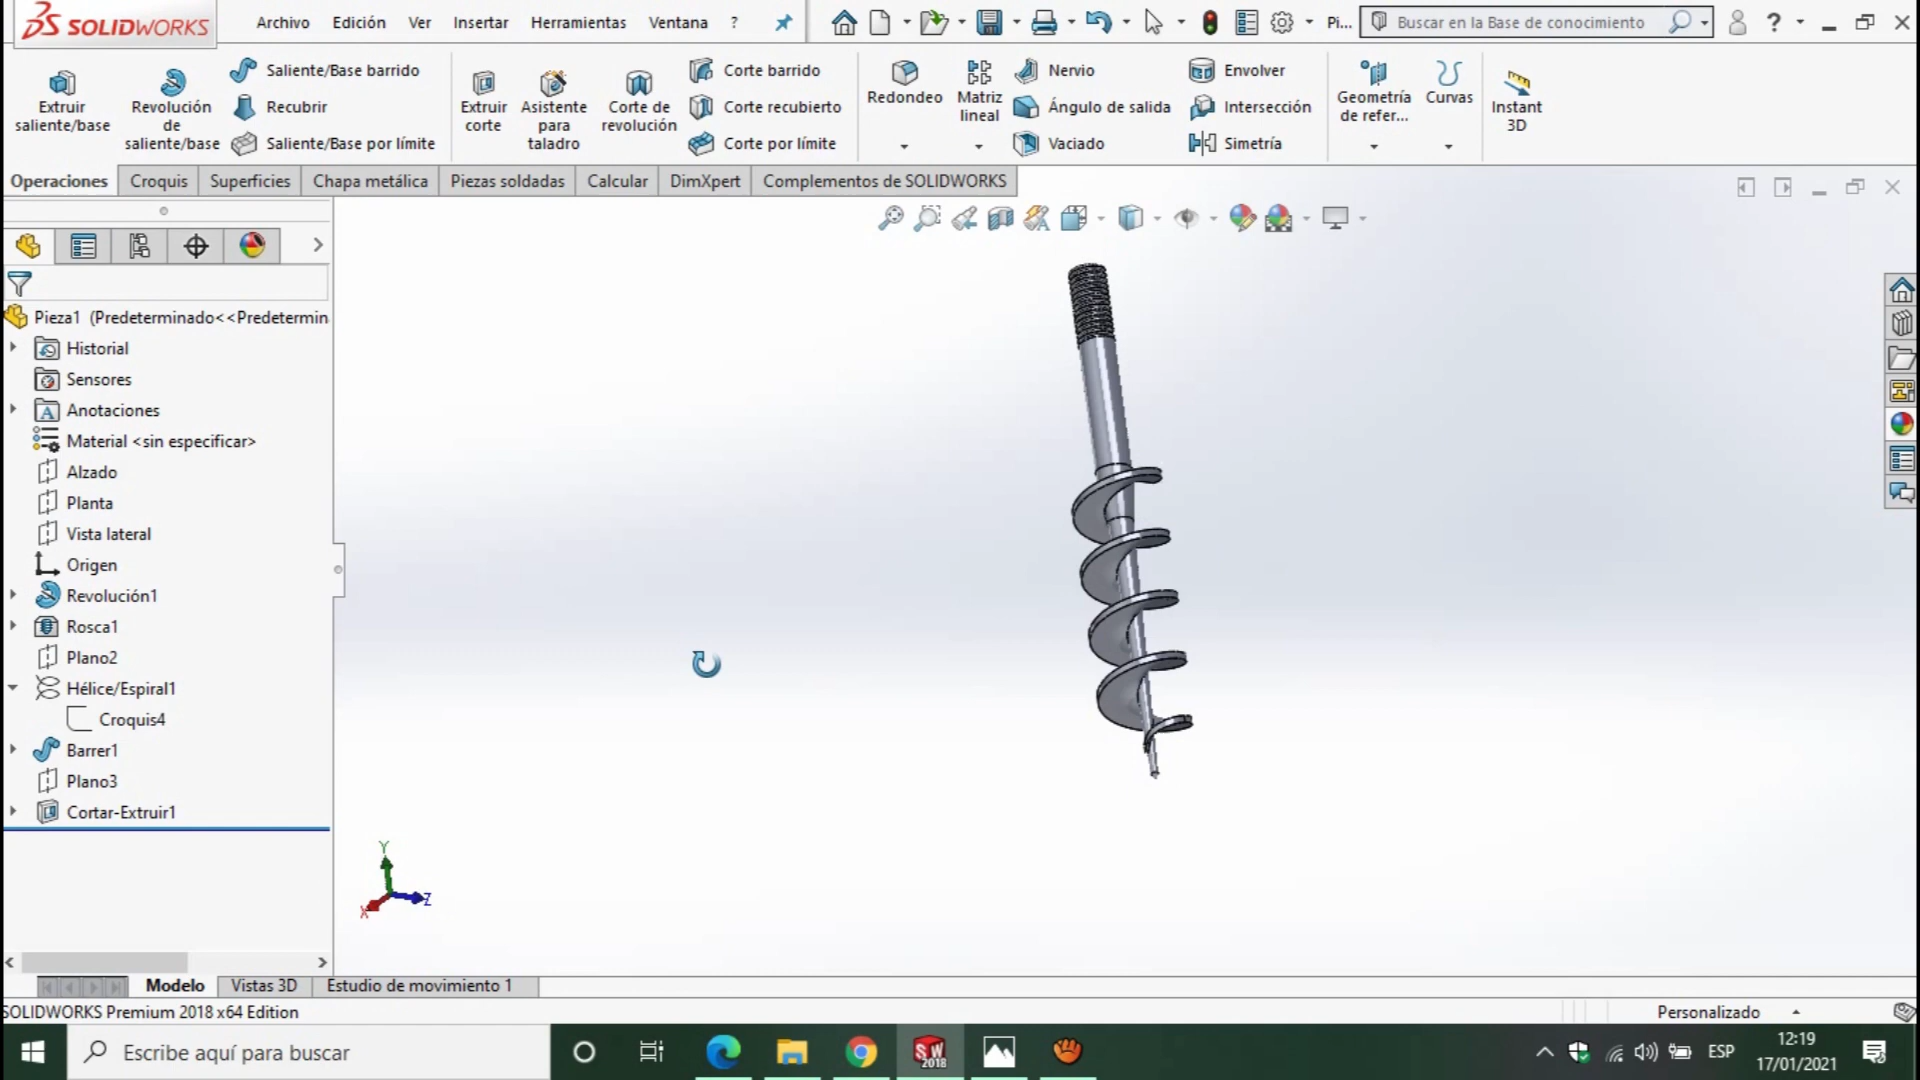 SOLIDWORKS Archivo Edición Ver Insertar Herramientas Ventana ? Pi... Buscar en la Base de conocimiento ?
Extruir saliente/base
Revolución de saliente/base
Saliente/Base barrido
Recubrir
Saliente/Base por límite
Extruir corte
Asistente para taladro
Corte de revolución
Corte barrido
Corte recubierto
Corte por límite
Redondeo
Matriz lineal
Nervio
Ángulo de salida
Vaciado
Envolver
Intersección
Simetría
Geometría de refer...
Curvas
Instant 3D
Operaciones Croquis Superficies Chapa metálica Piezas soldadas Calcular DimXpert Complementos de SOLIDWORKS
Pieza1 (Predeterminado<<Predetermin
Historial
Sensores
A Anotaciones
Material <sin especificar>
Alzado
Planta
Vista lateral
Origen
Revolución1
Rosca1
Plano2
Hélice/Espiral1
Croquis4
Barrer1
Plano3
Cortar-Extruir1
Y
Z
X
Modelo Vistas 3D Estudio de movimiento 1
SOLIDWORKS Premium 2018 x64 Edition Personalizado
Escribe aquí para buscar SW 2018 ESP 12:19
17/01/2021